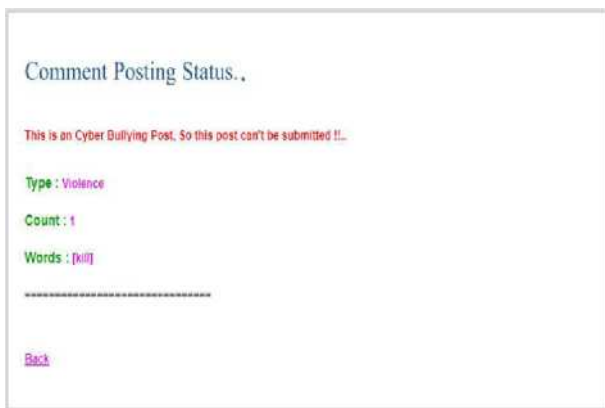 Comment Posting Status..
This is an Cyber Bullying Post, So this post can't be submitted !!..
Type : Violence
Count : 1
Words : [kill]
================================
Back